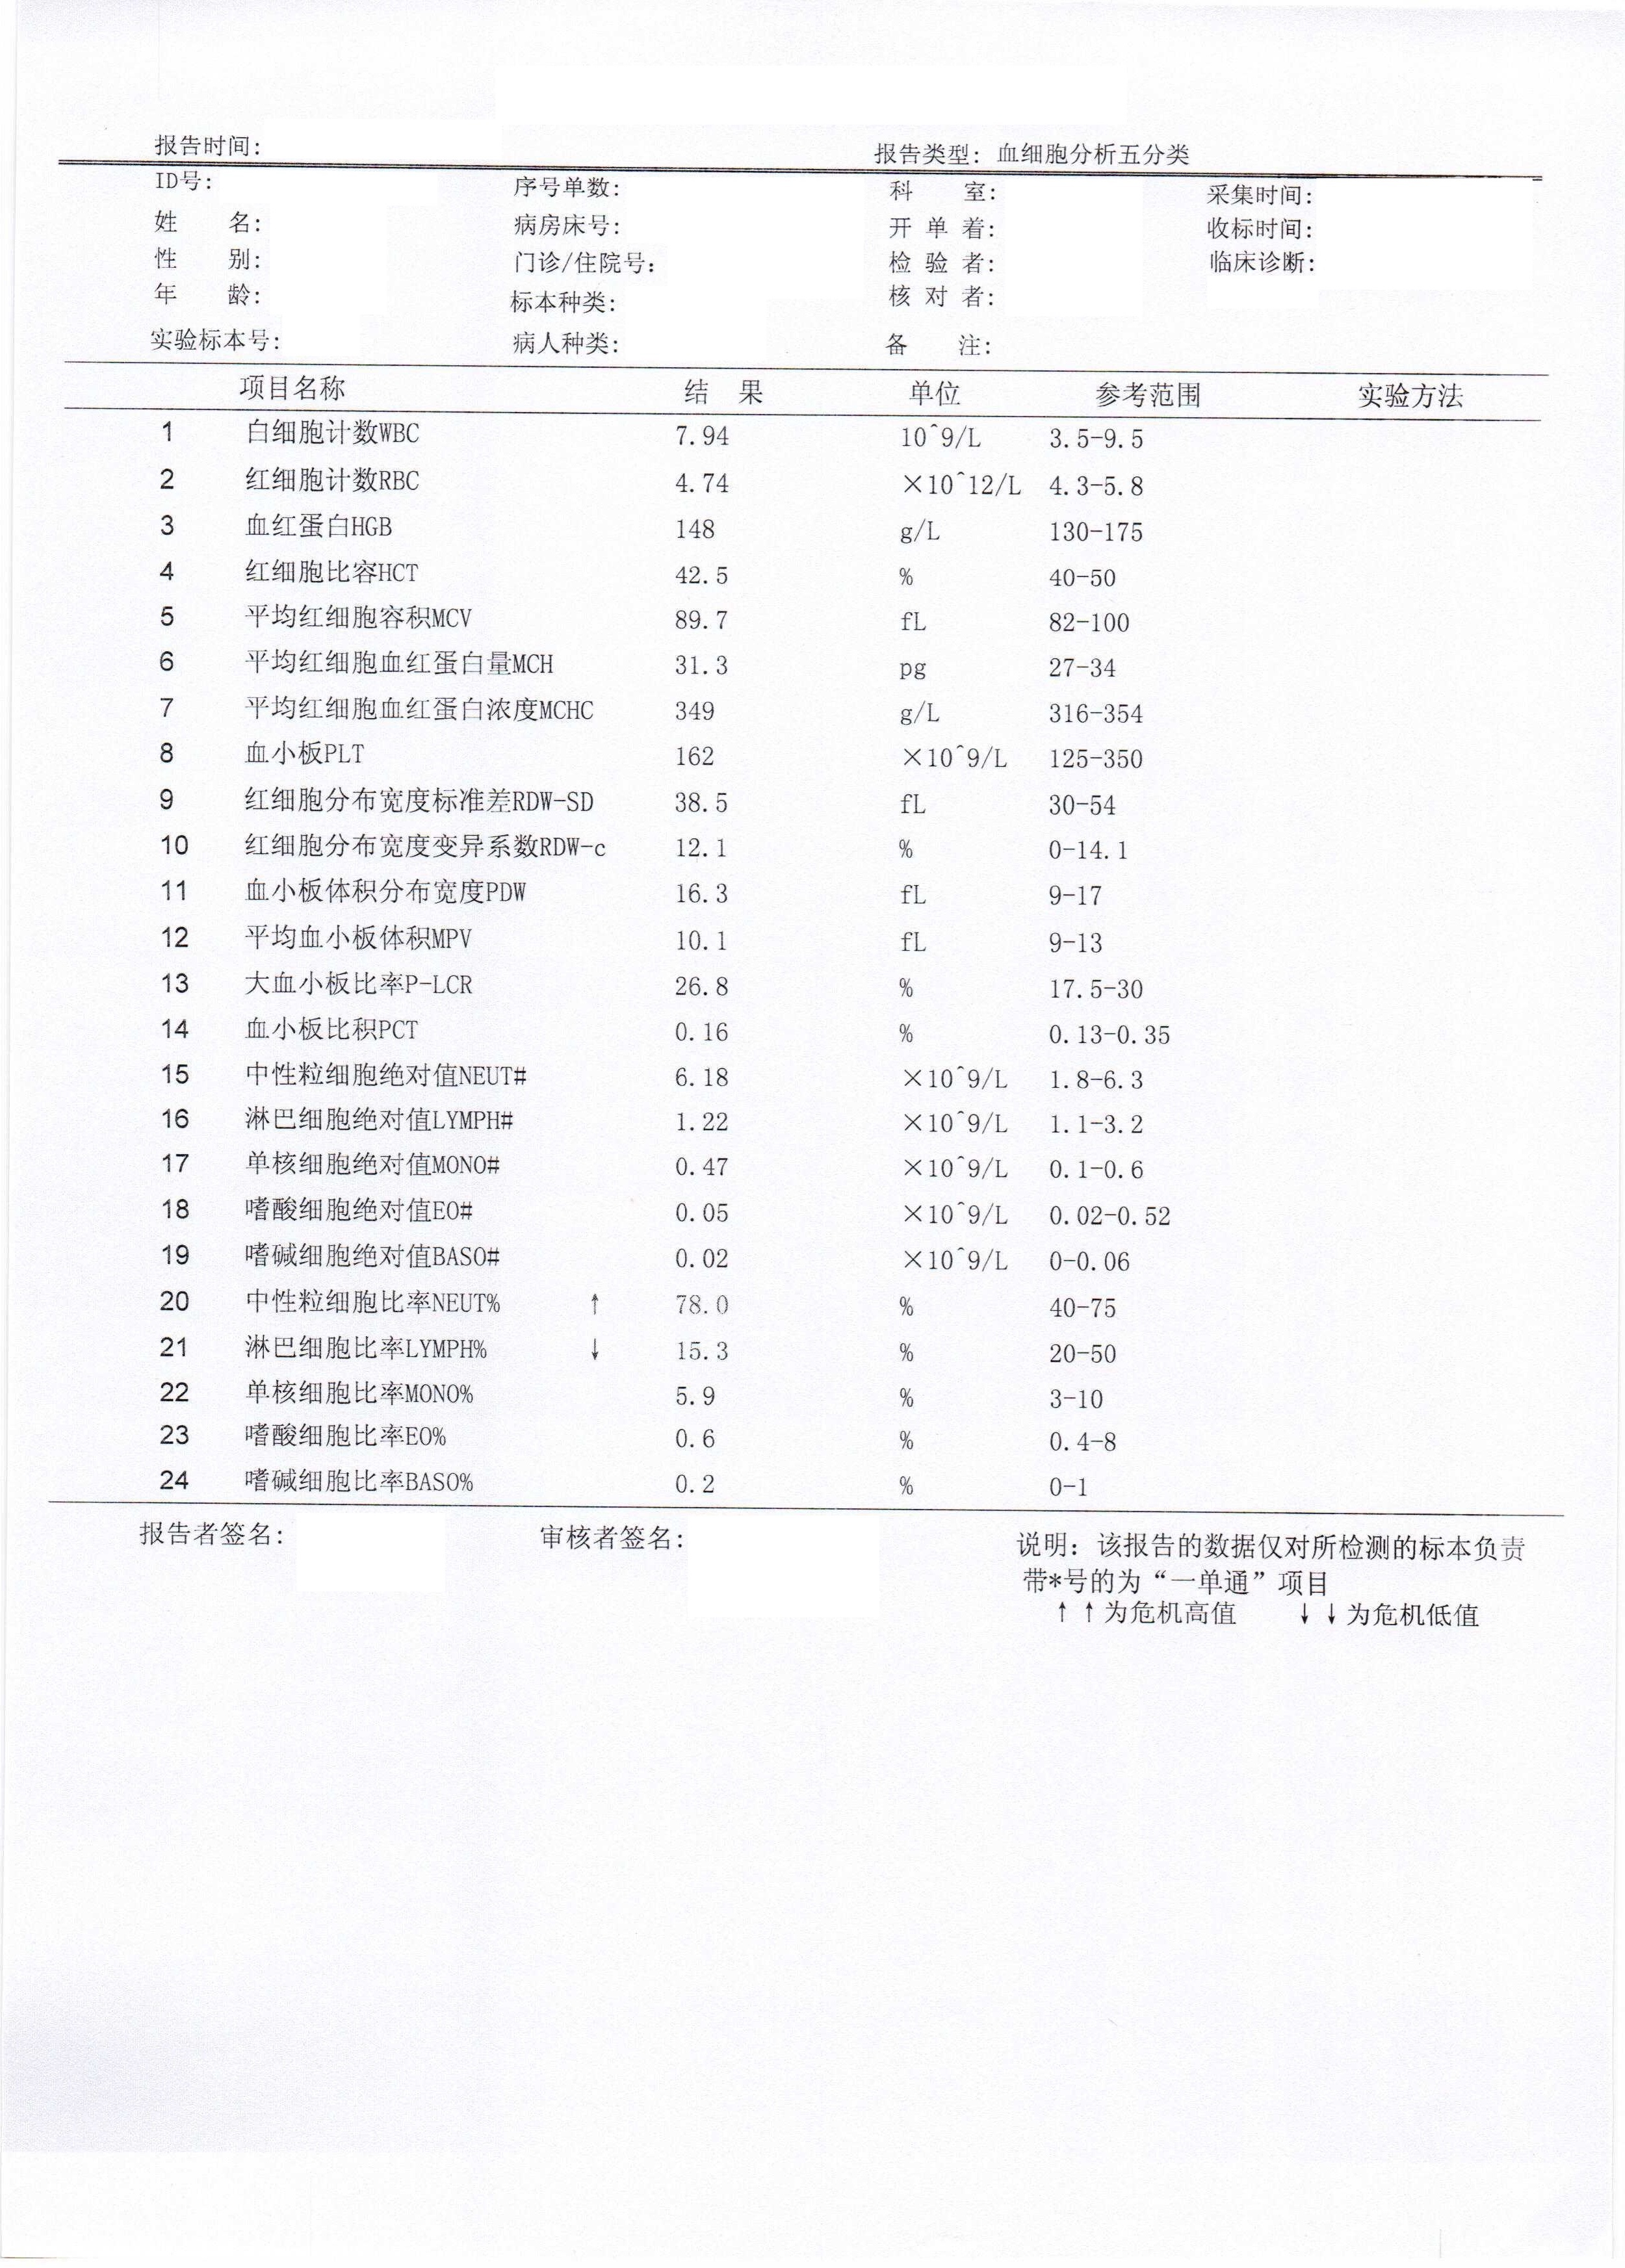 报告时间:
报告类型: 血细胞分析五分类
ID号: 序号单数: 科 室: 采集时间:
姓 名: 病房床号: 开 单 着: 收标时间:
性 别: 门诊/住院号: 检 验 者: 临床诊断:
年 龄: 标本种类: 核 对 者:
实验标本号: 病人种类: 备 注:
项目名称 结 果 单位 参考范围 实验方法
1 白细胞计数WBC 7.94 10^9/L 3.5-9.5
2 红细胞计数RBC 4.74 ×10^12/L 4.3-5.8
3 血红蛋白HGB 148 g/L 130-175
4 红细胞比容HCT 42.5 % 40-50
5 平均红细胞容积MCV 89.7 fL 82-100
6 平均红细胞血红蛋白量MCH 31.3 pg 27-34
7 平均红细胞血红蛋白浓度MCHC 349 g/L 316-354
8 血小板PLT 162 ×10^9/L 125-350
9 红细胞分布宽度标准差RDW-SD 38.5 fL 30-54
10 红细胞分布宽度变异系数RDW-c 12.1 % 0-14.1
11 血小板体积分布宽度PDW 16.3 fL 9-17
12 平均血小板体积MPV 10.1 fL 9-13
13 大血小板比率P-LCR 26.8 % 17.5-30
14 血小板比积PCT 0.16 % 0.13-0.35
15 中性粒细胞绝对值NEUT# 6.18 ×10^9/L 1.8-6.3
16 淋巴细胞绝对值LYMPH# 1.22 ×10^9/L 1.1-3.2
17 单核细胞绝对值MONO# 0.47 ×10^9/L 0.1-0.6
18 嗜酸细胞绝对值EO# 0.05 ×10^9/L 0.02-0.52
19 嗜碱细胞绝对值BASO# 0.02 ×10^9/L 0-0.06
20 中性粒细胞比率NEUT% ↑ 78.0 % 40-75
21 淋巴细胞比率LYMPH% ↓ 15.3 % 20-50
22 单核细胞比率MONO% 5.9 % 3-10
23 嗜酸细胞比率EO% 0.6 % 0.4-8
24 嗜碱细胞比率BASO% 0.2 % 0-1
报告者签名: 审核者签名: 说明: 该报告的数据仅对所检测的标本负责
带*号的为“一单通”项目
↑↑为危机高值 ↓↓为危机低值